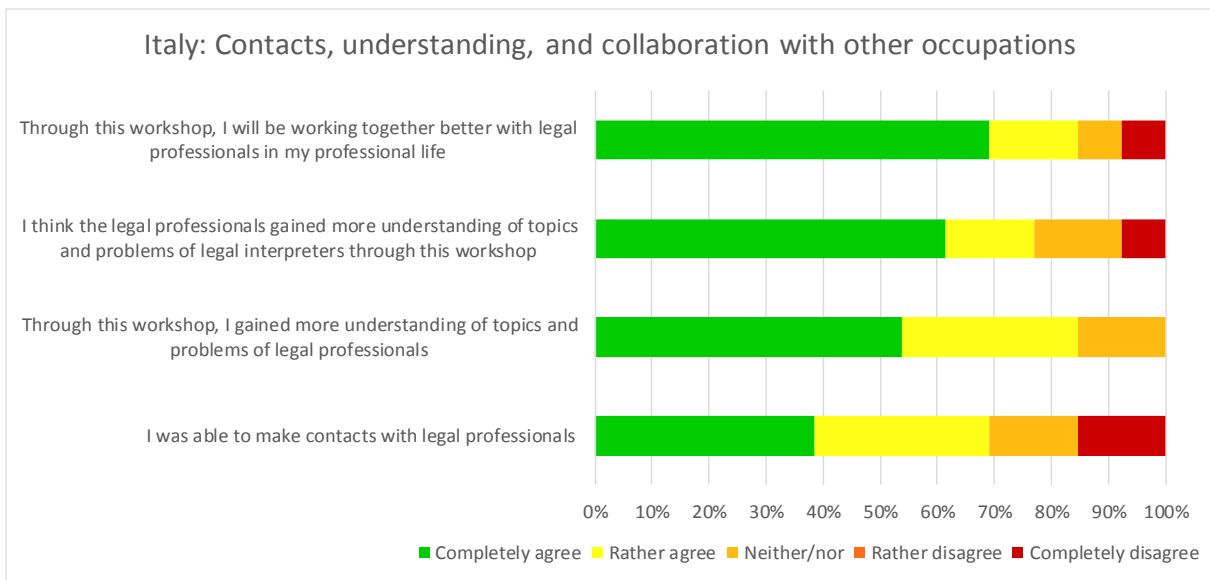 Italy: Contacts, understanding, and collaboration with other occupations
Through this workshop, I will be working together better with legal
professionals in my professional life
I think the legal professionals gained more understanding of topics
and problems of legal interpreters through this workshop
Through this workshop, I gained more understanding of topics and
problems of legal professionals
I was able to make contacts with legal professionals
0% 10% 20% 30% 40% 50% 60% 70% 80% 90% 100%
Completely agree Rather agree Neither/nor Rather disagree Completely disagree